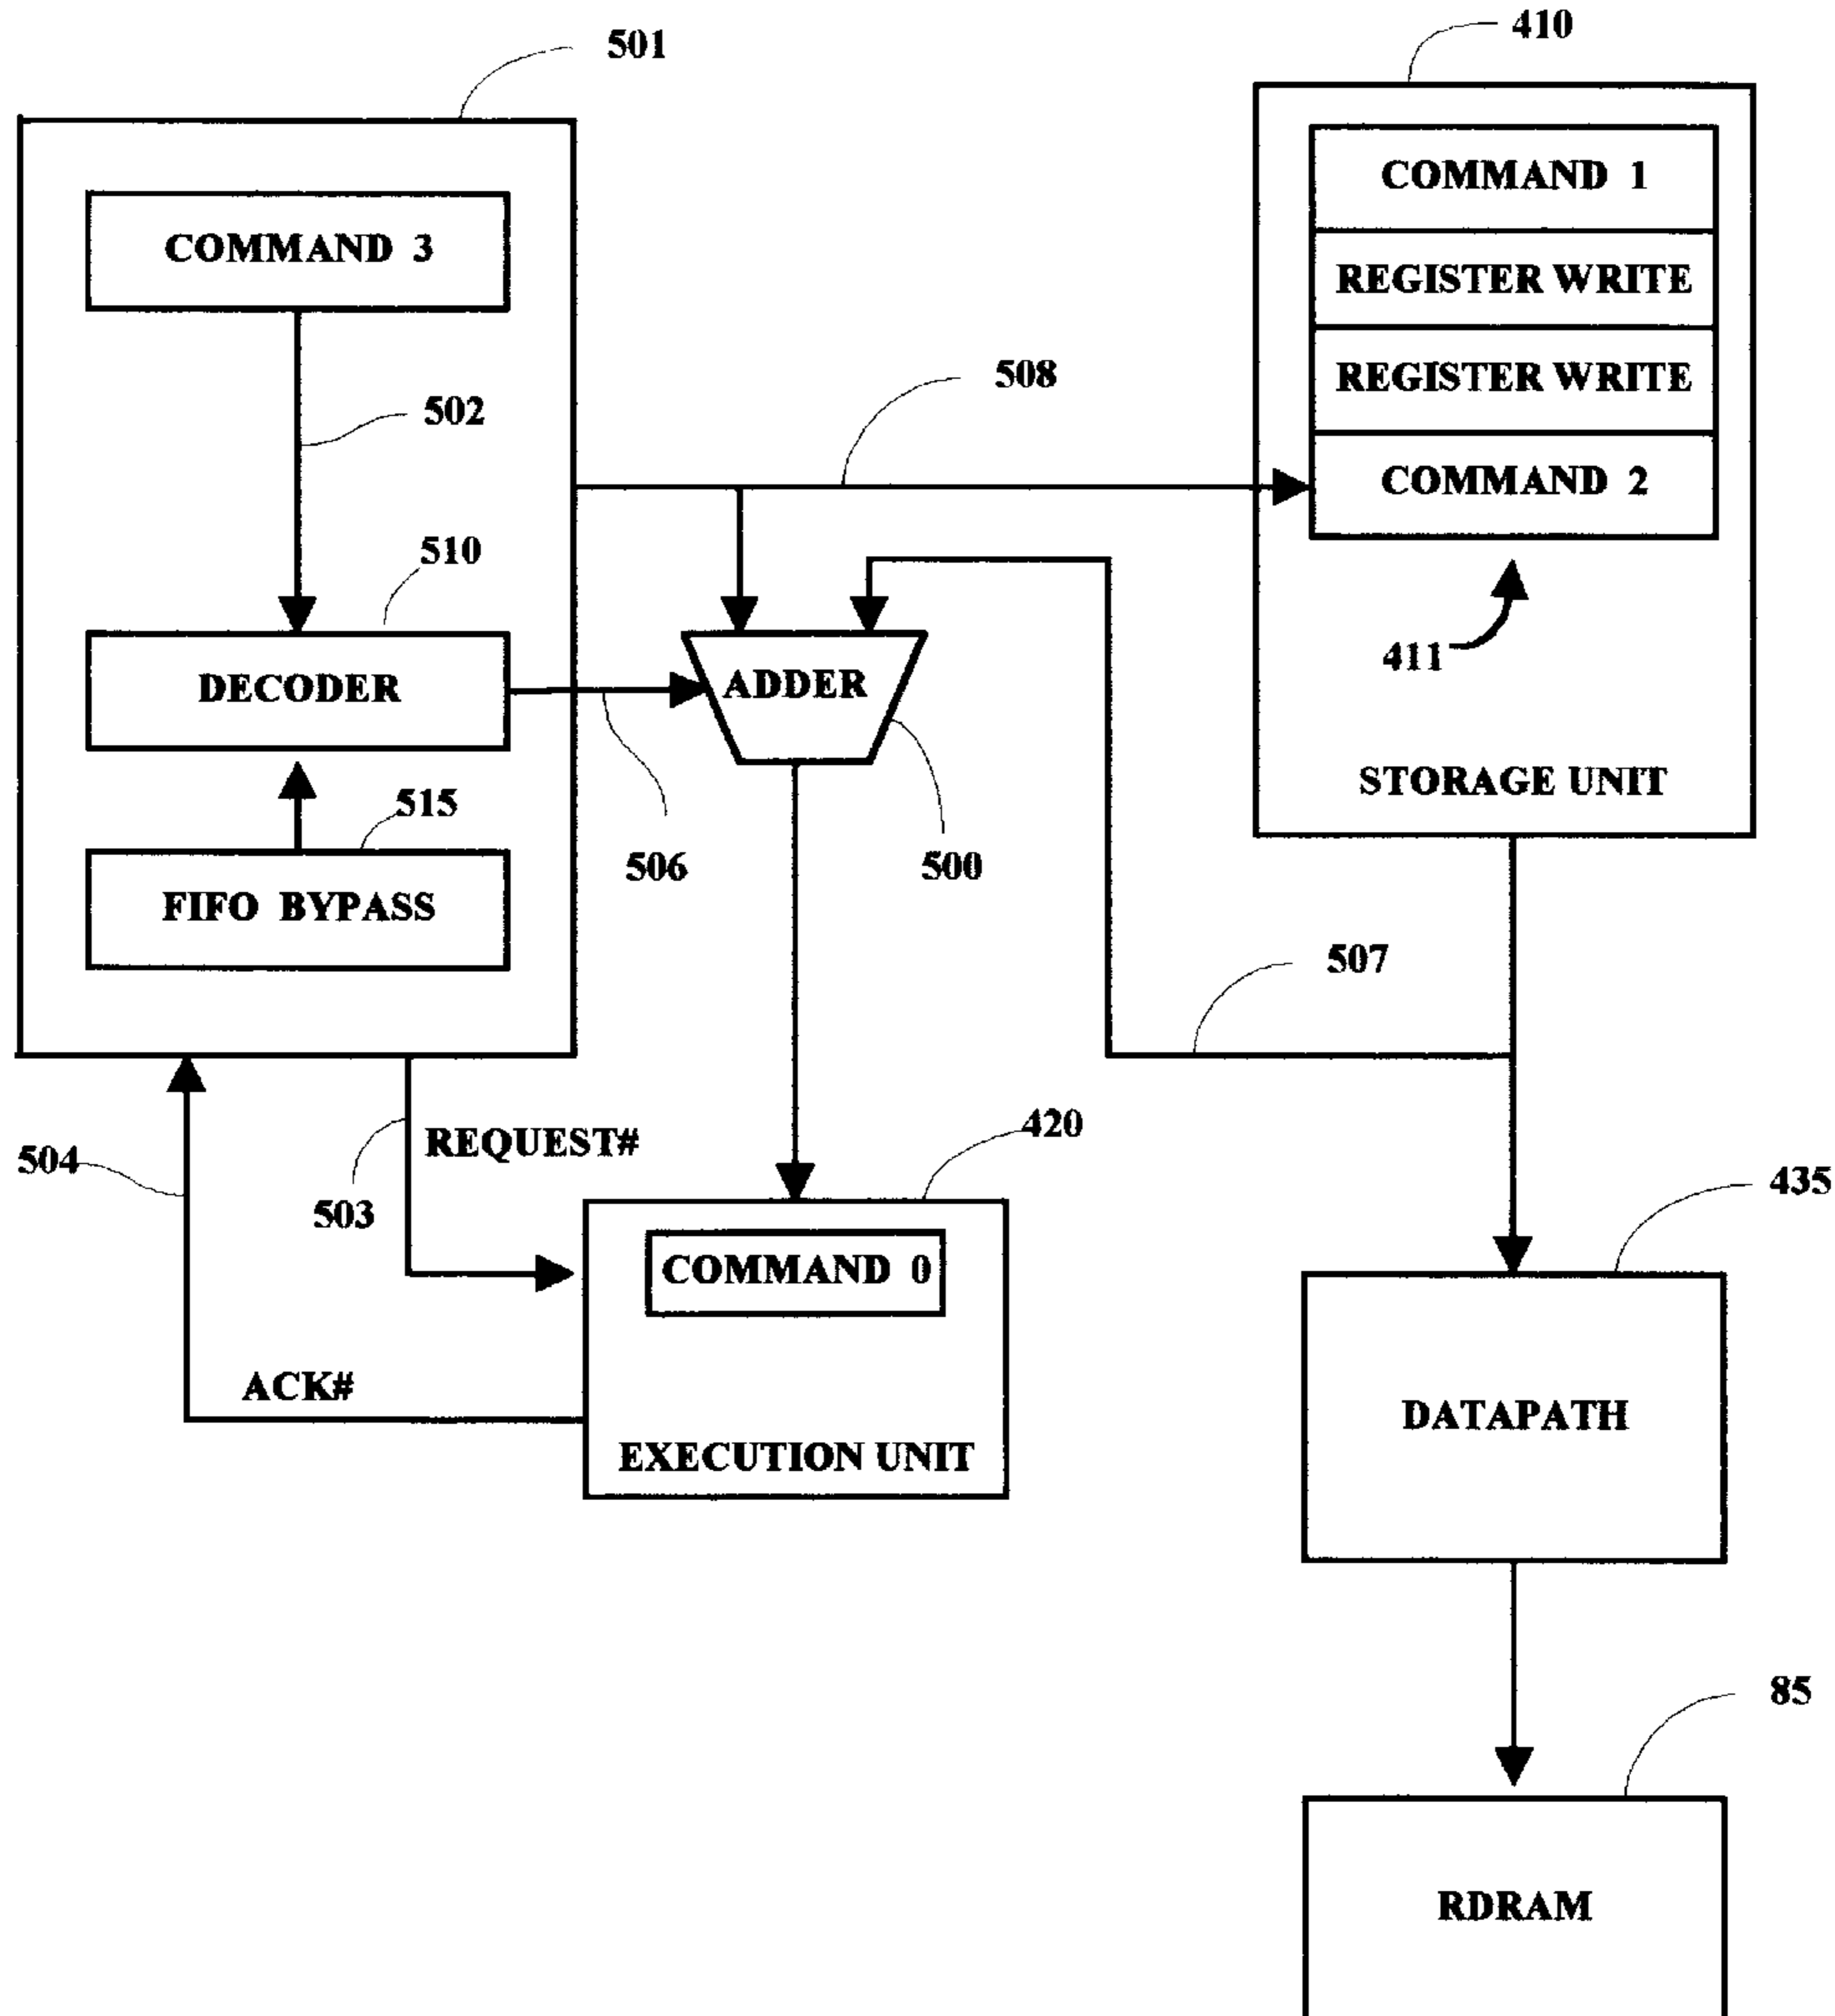 501
410
COMMAND 3
COMMAND 1
REGISTER WRITE
REGISTER WRITE
COMMAND 2
502
508
510
DECODER
ADDER
411
STORAGE UNIT
515
FIFO BYPASS
506
500
507
504
REQUEST#
503
420
435
COMMAND 0
ACK#
EXECUTION UNIT
DATAPATH
85
RDRAM